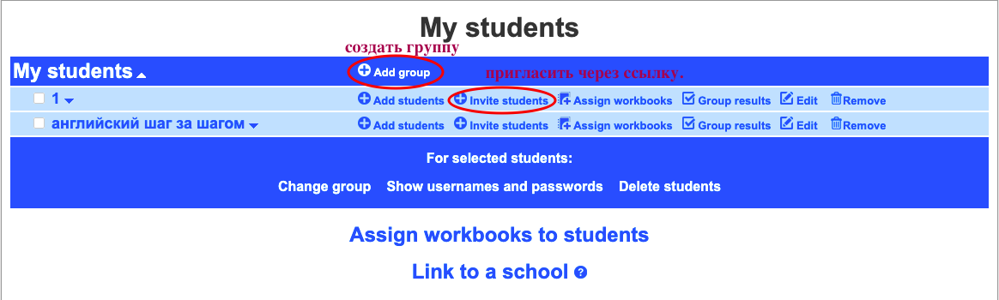 My students
создать группу
My students Add group пригласить через ссылку.
1 Add students Invite students Assign workbooks Group results Edit Remove
английский шаг за шагом Add students Invite students Assign workbooks Group results Edit Remove
For selected students:
Change group Show usernames and passwords Delete students
Assign workbooks to students
Link to a school ?